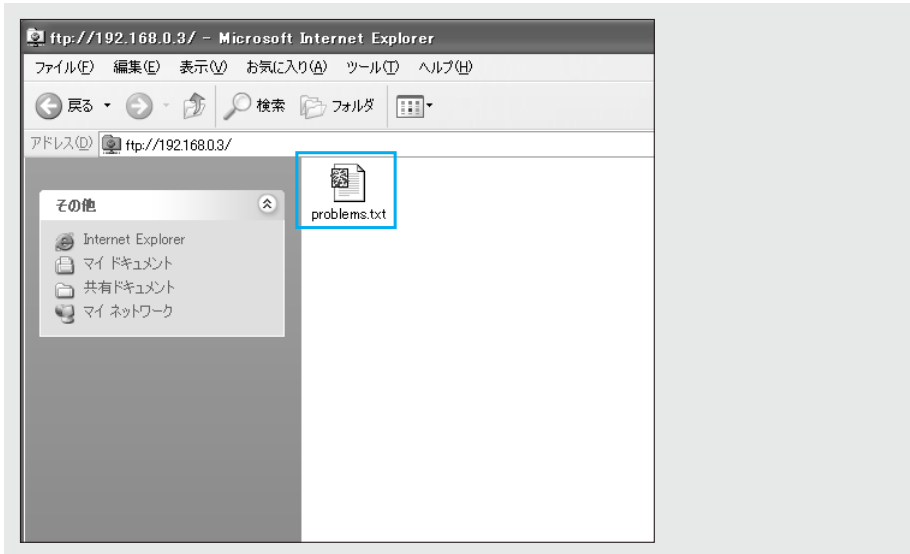 ftp://192.168.0.3/ - Microsoft Internet Explorer
ファイル(F) 編集(E) 表示(V) お気に入り(A) ツール(T) ヘルプ(H)
戻る 検索 フォルダ
アドレス(D) ftp://192.168.0.3/
その他
Internet Explorer
マイ ドキュメント
共有ドキュメント
マイ ネットワーク
problems.txt